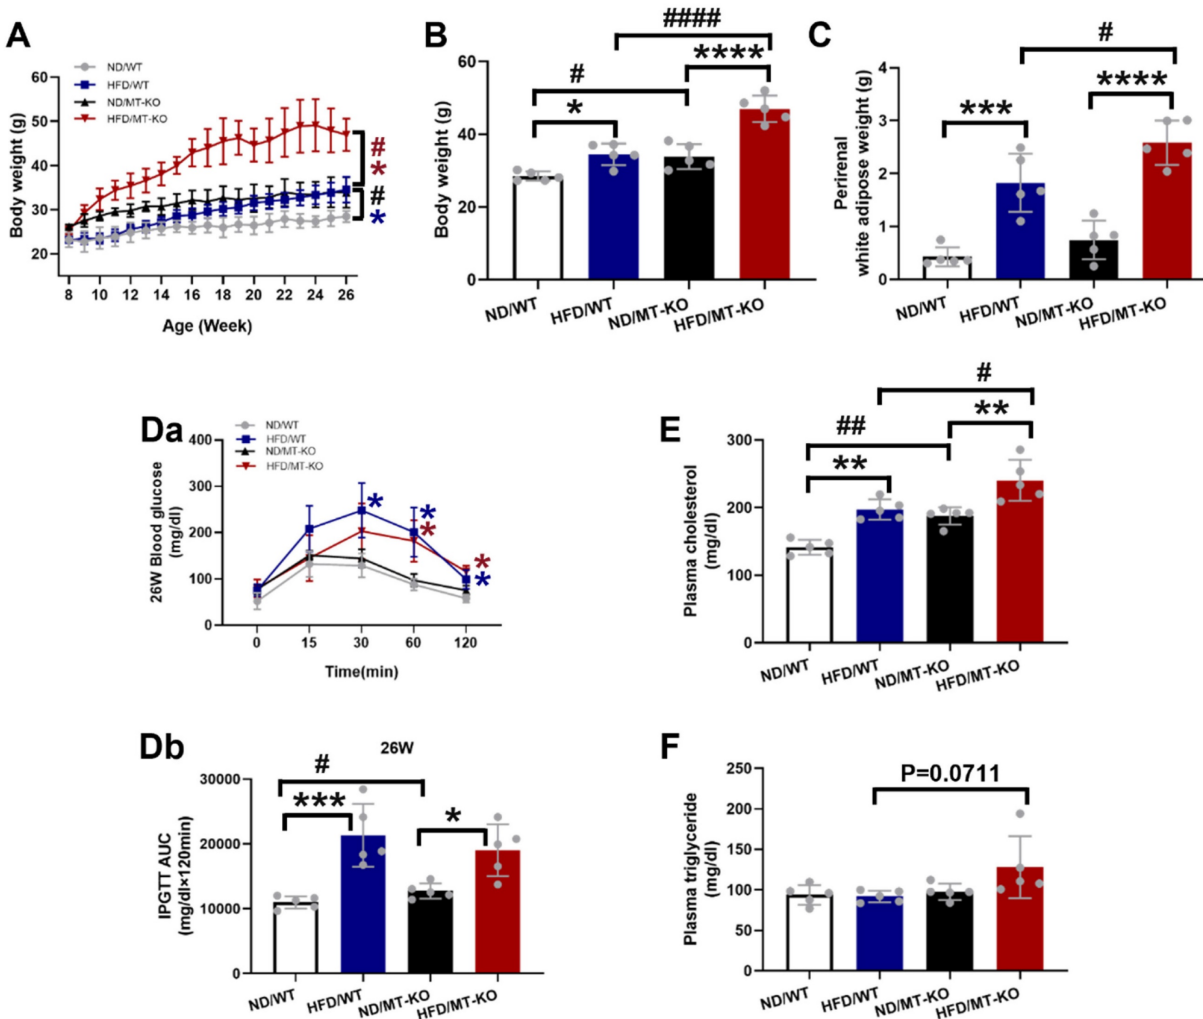 A
ND/WT
HFD/WT
ND/MT-KO
HFD/MT-KO
Body weight (g)
60
50
40
30
20
#
*
#
*
8 10 12 14 16 18 20 22 24 26
Age (Week)
B
####
****
#
*
Body weight (g)
60
40
20
0
ND/WT
HFD/WT
ND/MT-KO
HFD/MT-KO
C
#
***
****
Perirenal
white adipose weight (g)
4
3
2
1
0
ND/WT
HFD/WT
ND/MT-KO
HFD/MT-KO
Da
ND/WT
HFD/WT
ND/MT-KO
HFD/MT-KO
26W Blood glucose
(mg/dl)
400
300
200
100
0
*
*
*
*
*
0 15 30 60 120
Time(min)
E
#
##
**
**
Plasma cholesterol
(mg/dl)
300
200
100
0
ND/WT
HFD/WT
ND/MT-KO
HFD/MT-KO
Db
26W
#
***
*
IPGTT AUC
(mg/dl×120min)
30000
20000
10000
0
ND/WT
HFD/WT
ND/MT-KO
HFD/MT-KO
F
P=0.0711
Plasma triglyceride
(mg/dl)
250
200
150
100
50
0
ND/WT
HFD/WT
ND/MT-KO
HFD/MT-KO